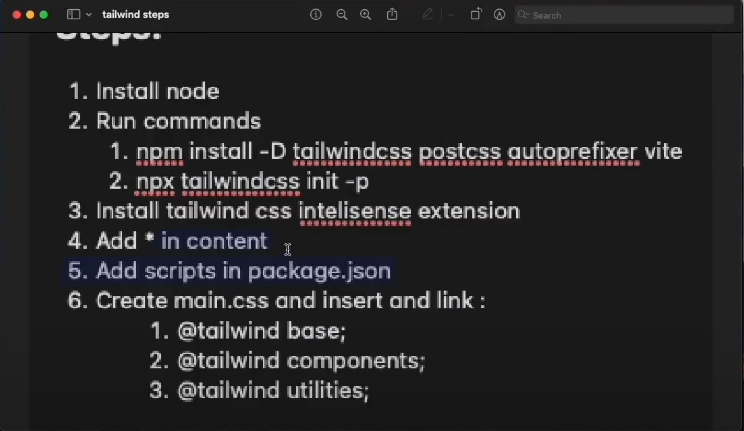 tailwind steps
Search
Steps:
1. Install node
2. Run commands
1. npm install -D tailwindcss postcss autoprefixer vite
2. npx tailwindcss init -p
3. Install tailwind css intelisense extension
4. Add * in content
5. Add scripts in package.json
6. Create main.css and insert and link :
1. @tailwind base;
2. @tailwind components;
3. @tailwind utilities;